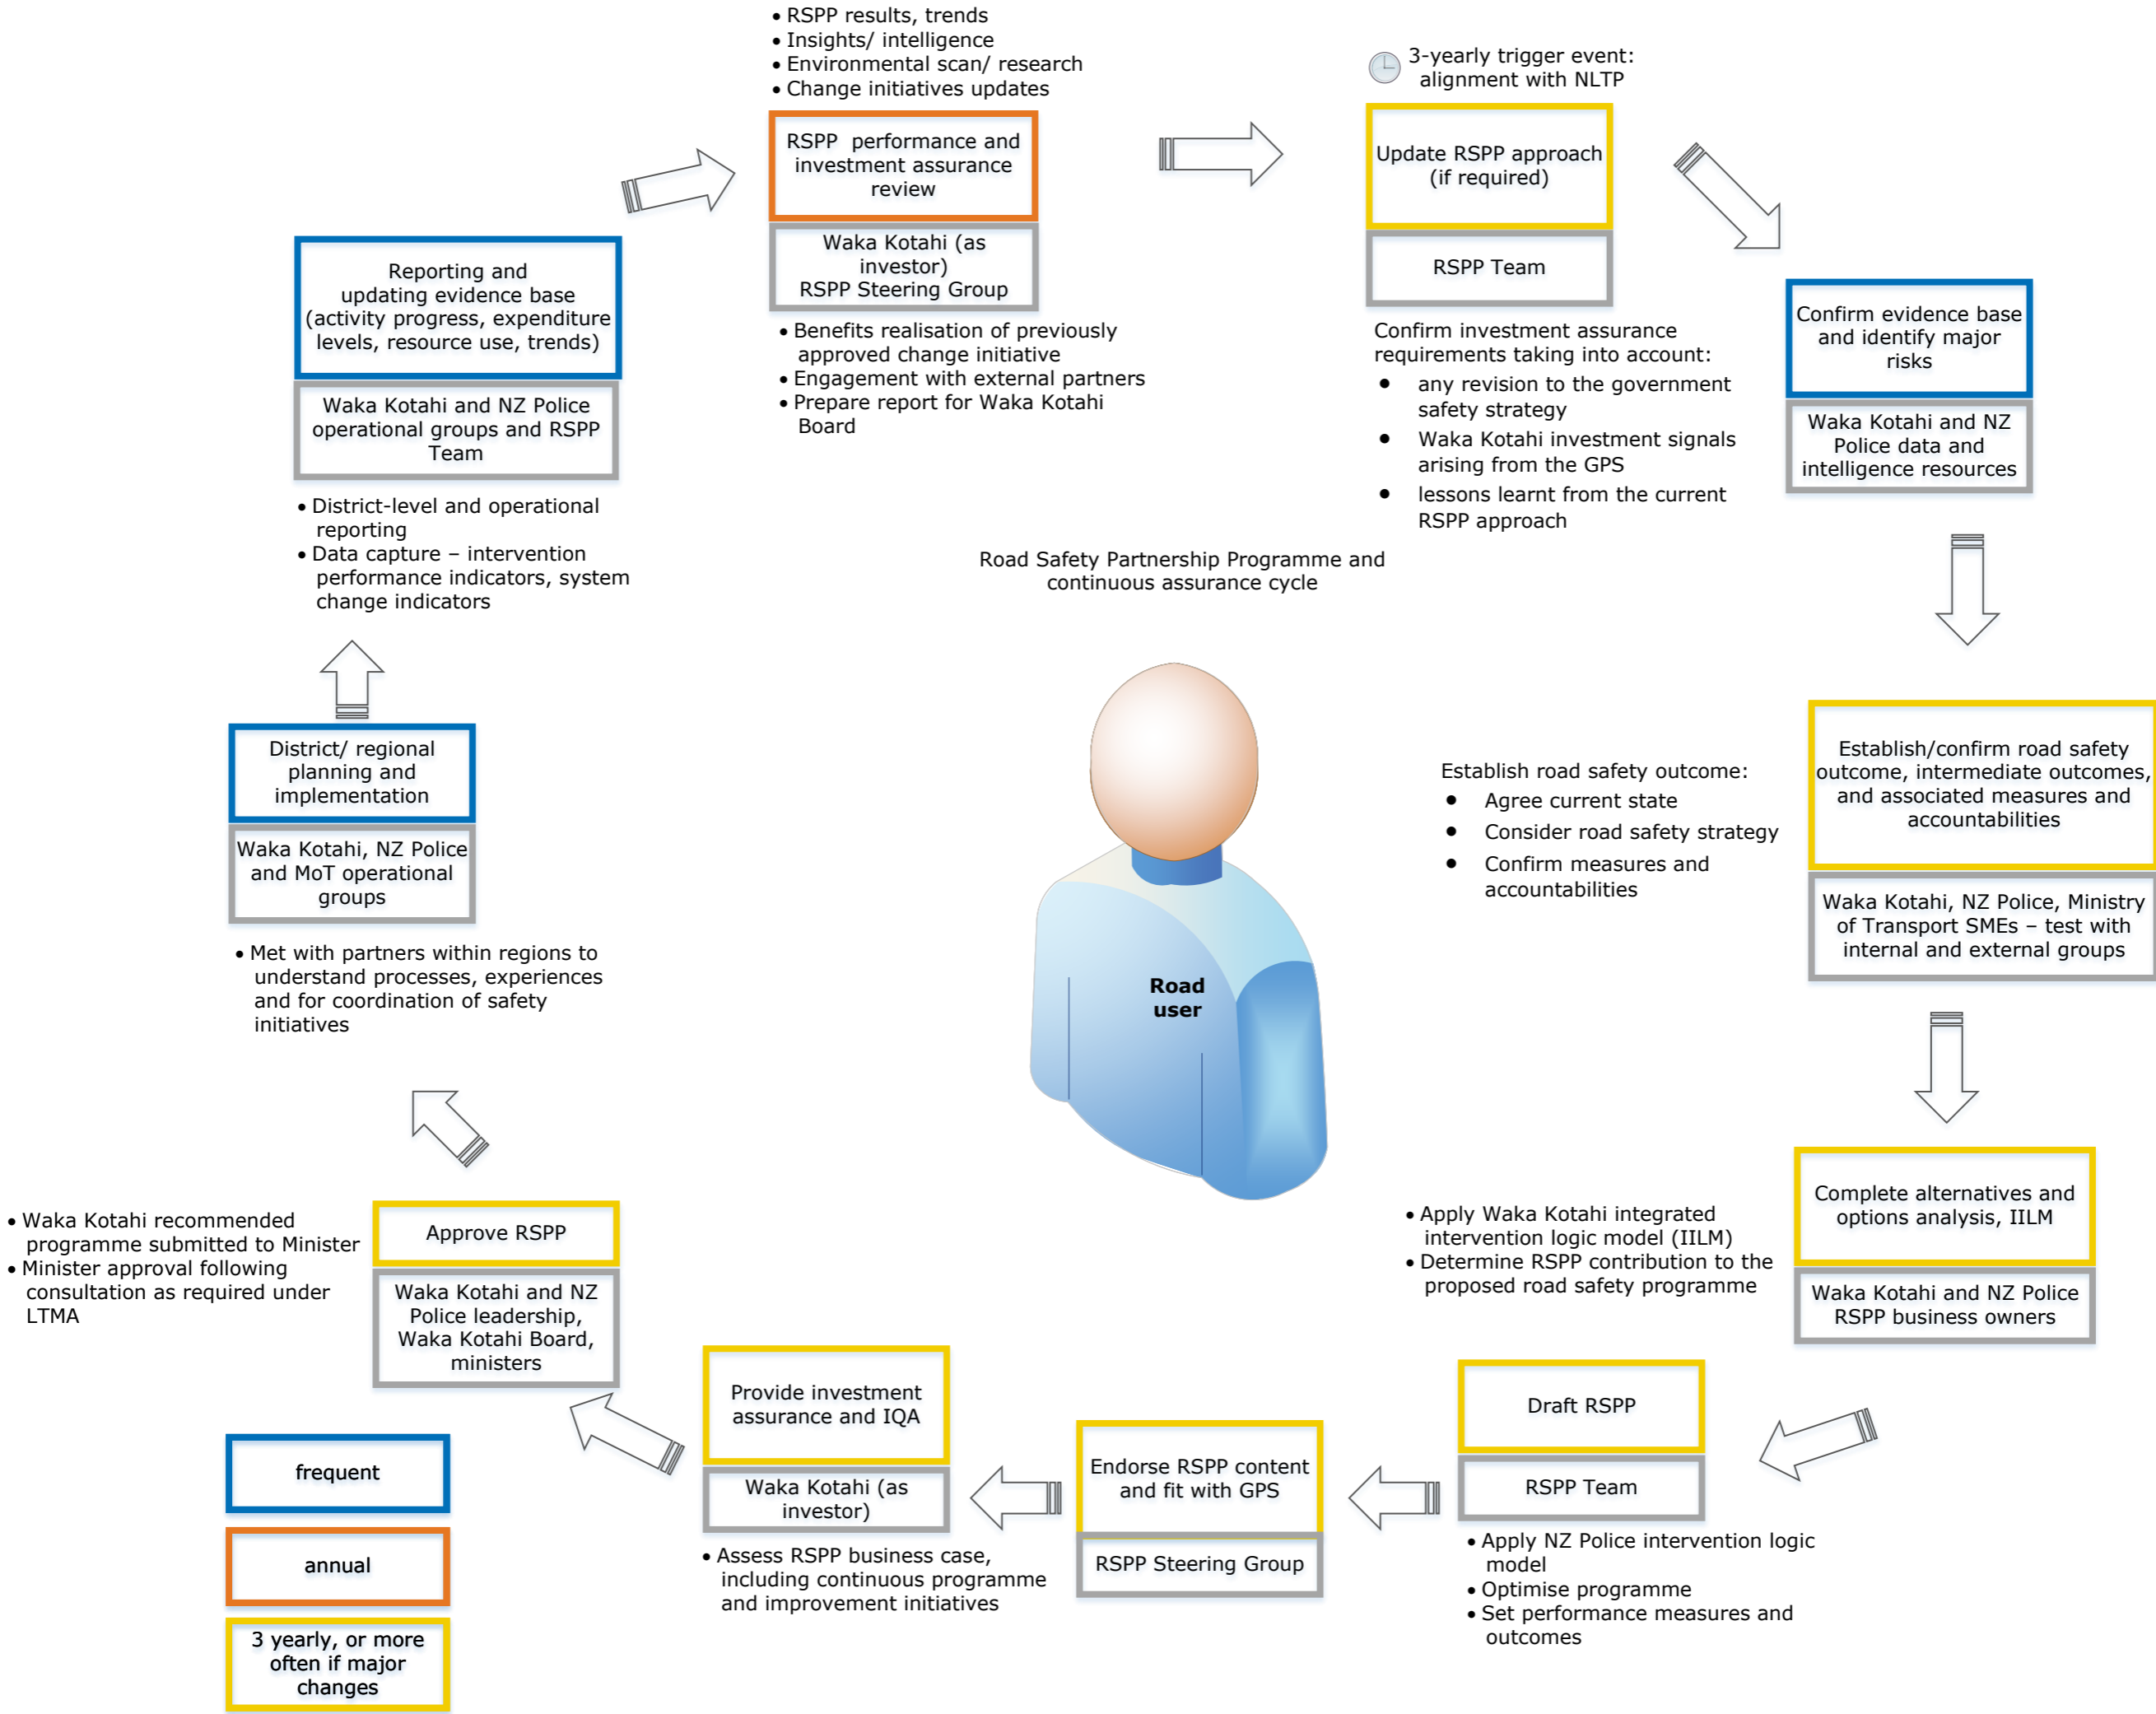 • RSPP results, trends
• Insights/ intelligence
• Environmental scan/ research
• Change initiatives updates
RSPP performance and
investment assurance
review
Waka Kotahi (as
investor)
RSPP Steering Group
• Benefits realisation of previously
approved change initiative
• Engagement with external partners
• Prepare report for Waka Kotahi
Board
3-yearly trigger event:
alignment with NLTP
Update RSPP approach
(if required)
RSPP Team
Confirm investment assurance
requirements taking into account:
• any revision to the government
safety strategy
• Waka Kotahi investment signals
arising from the GPS
• lessons learnt from the current
RSPP approach
Confirm evidence base
and identify major
risks
Waka Kotahi and NZ
Police data and
intelligence resources
Establish/confirm road safety
outcome, intermediate outcomes,
and associated measures and
accountabilities
Waka Kotahi, NZ Police, Ministry
of Transport SMEs – test with
internal and external groups
Establish road safety outcome:
• Agree current state
• Consider road safety strategy
• Confirm measures and
accountabilities
Complete alternatives and
options analysis, IILM
Waka Kotahi and NZ Police
RSPP business owners
• Apply Waka Kotahi integrated
intervention logic model (IILM)
• Determine RSPP contribution to the
proposed road safety programme
Draft RSPP
RSPP Team
• Apply NZ Police intervention logic
model
• Optimise programme
• Set performance measures and
outcomes
Endorse RSPP content
and fit with GPS
RSPP Steering Group
Provide investment
assurance and IQA
Waka Kotahi (as
investor)
• Assess RSPP business case,
including continuous programme
and improvement initiatives
Approve RSPP
Waka Kotahi and NZ
Police leadership,
Waka Kotahi Board,
ministers
• Waka Kotahi recommended
programme submitted to Minister
• Minister approval following
consultation as required under
LTMA
District/ regional
planning and
implementation
Waka Kotahi, NZ Police
and MoT operational
groups
• Met with partners within regions to
understand processes, experiences
and for coordination of safety
initiatives
Reporting and
updating evidence base
(activity progress, expenditure
levels, resource use, trends)
Waka Kotahi and NZ Police
operational groups and RSPP
Team
• District-level and operational
reporting
• Data capture – intervention
performance indicators, system
change indicators
Road Safety Partnership Programme and
continuous assurance cycle
Road
user
frequent
annual
3 yearly, or more
often if major
changes